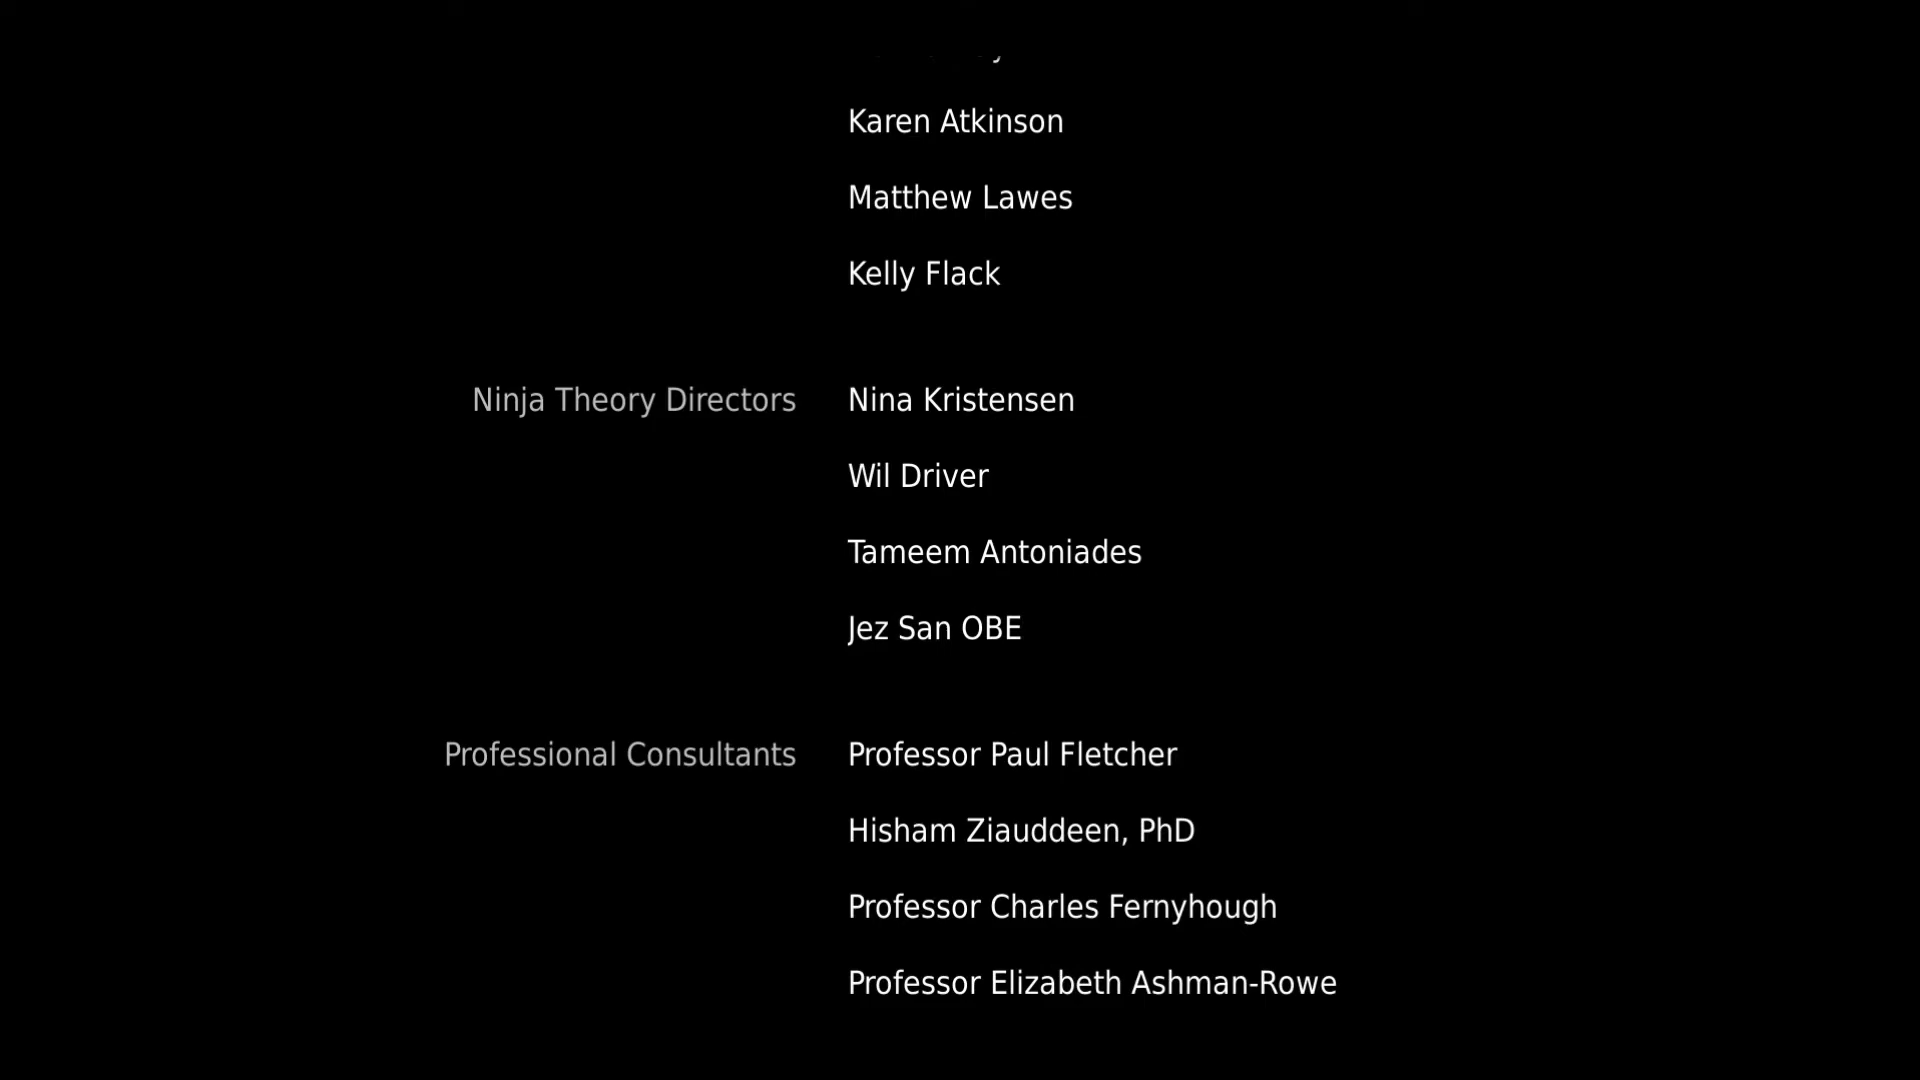 Karen Atkinson
Matthew Lawes
Kelly Flack
Ninja Theory Directors Nina Kristensen
Wil Driver
Tameem Antoniades
Jez San OBE
Professional Consultants Professor Paul Fletcher
Hisham Ziauddeen, PhD
Professor Charles Fernyhough
Professor Elizabeth Ashman-Rowe